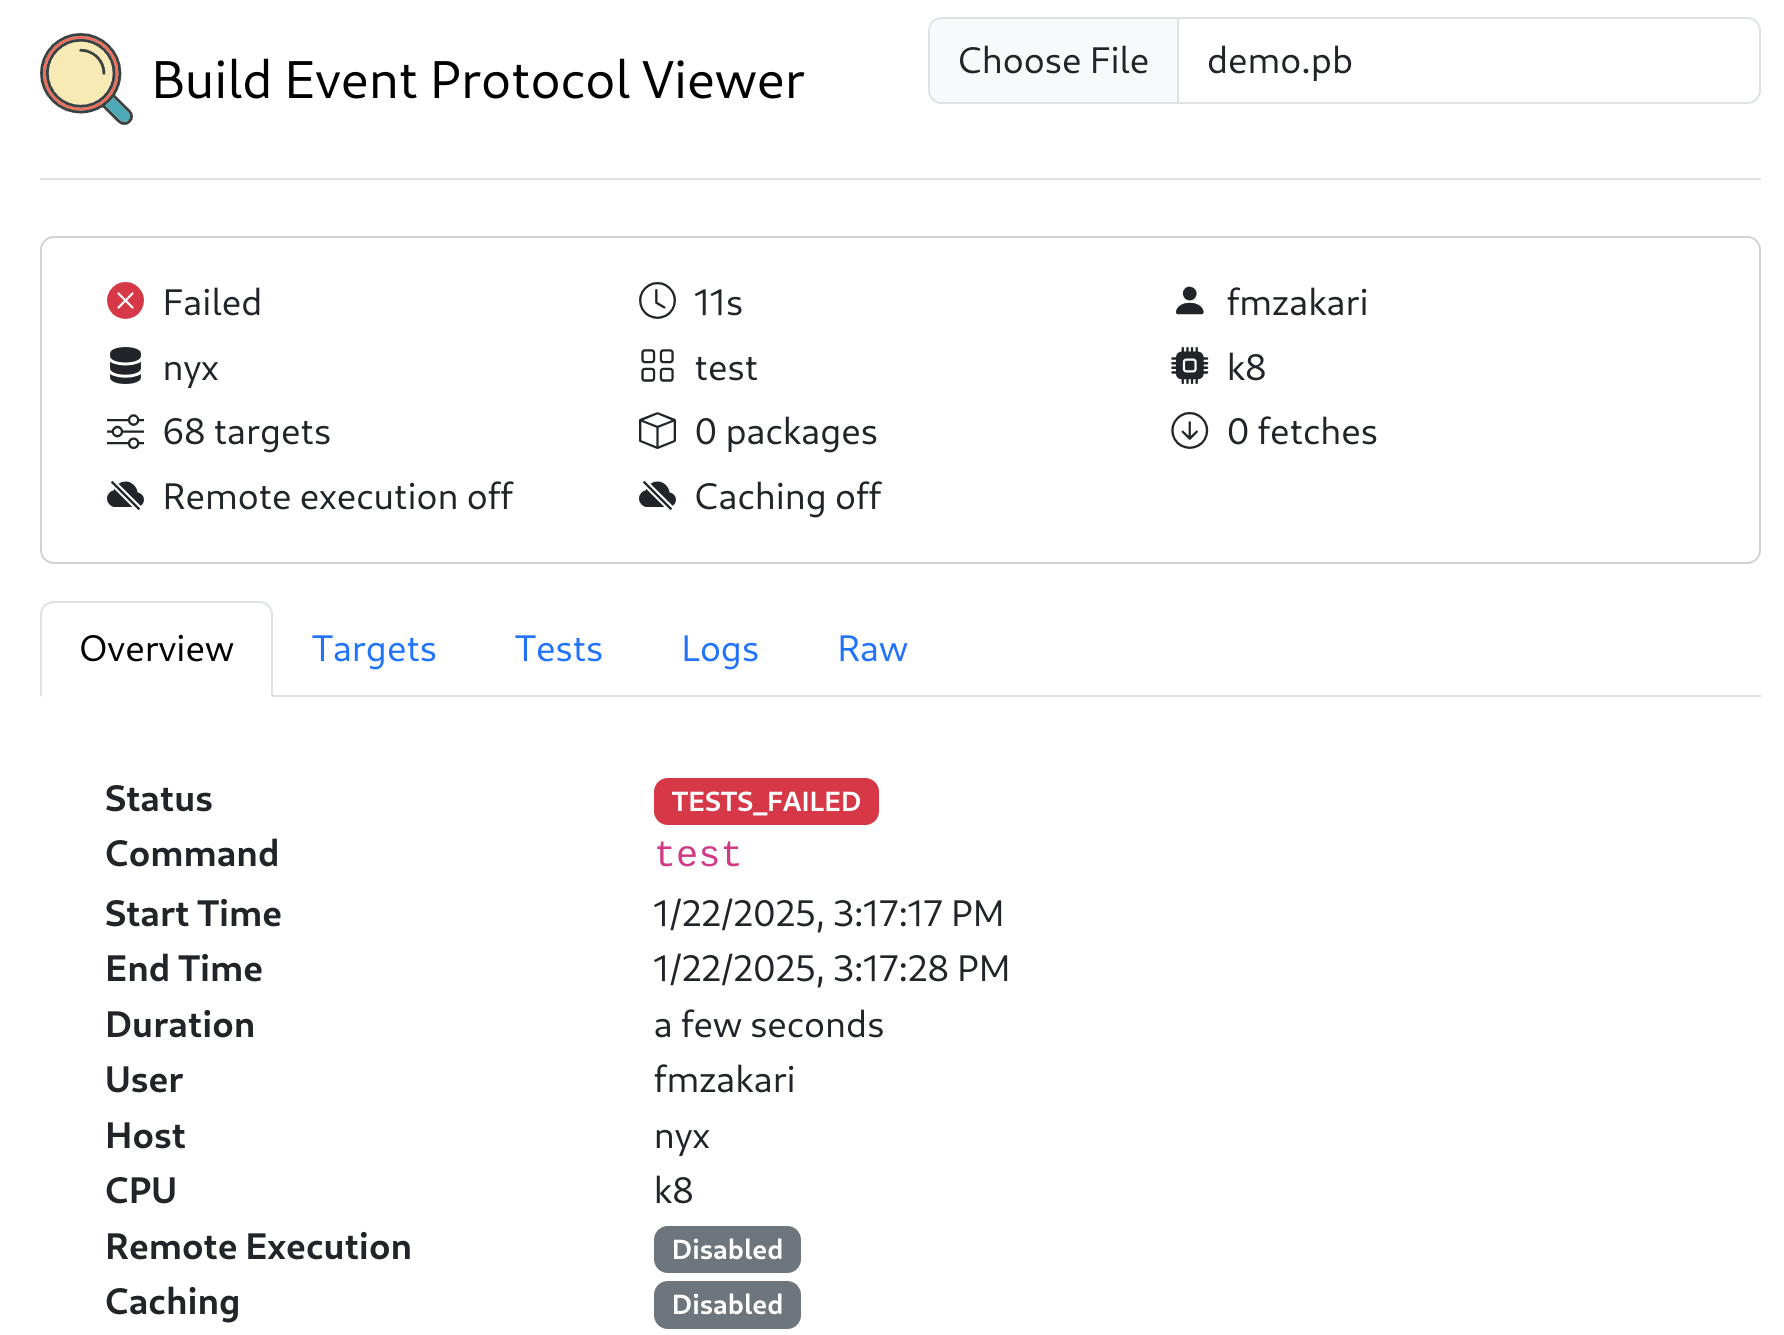 Build Event Protocol Viewer
Choose File demo.pb
Failed 11s fmzakari
nyx test k8
68 targets 0 packages 0 fetches
Remote execution off Caching off
Overview Targets Tests Logs Raw
Status TESTS_FAILED
Command test
Start Time 1/22/2025, 3:17:17 PM
End Time 1/22/2025, 3:17:28 PM
Duration a few seconds
User fmzakari
Host nyx
CPU k8
Remote Execution Disabled
Caching Disabled